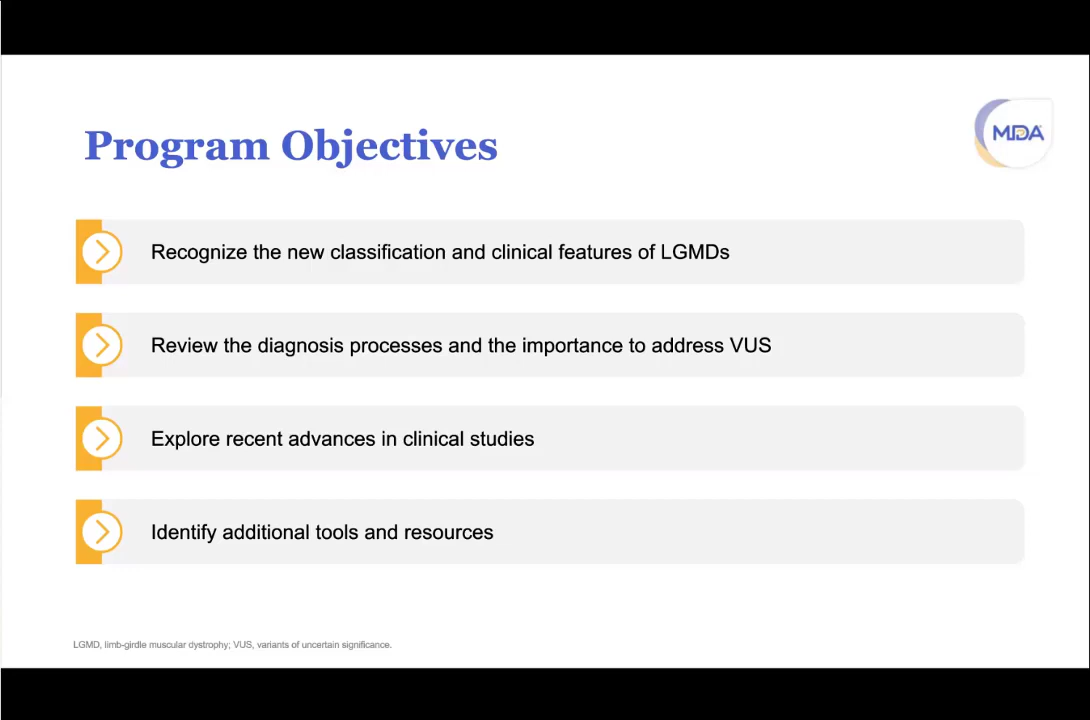 Program Objectives
MDA
Recognize the new classification and clinical features of LGMDs
Review the diagnosis processes and the importance to address VUS
Explore recent advances in clinical studies
Identify additional tools and resources
LGMD, limb-girdle muscular dystrophy; VUS, variants of uncertain significance.